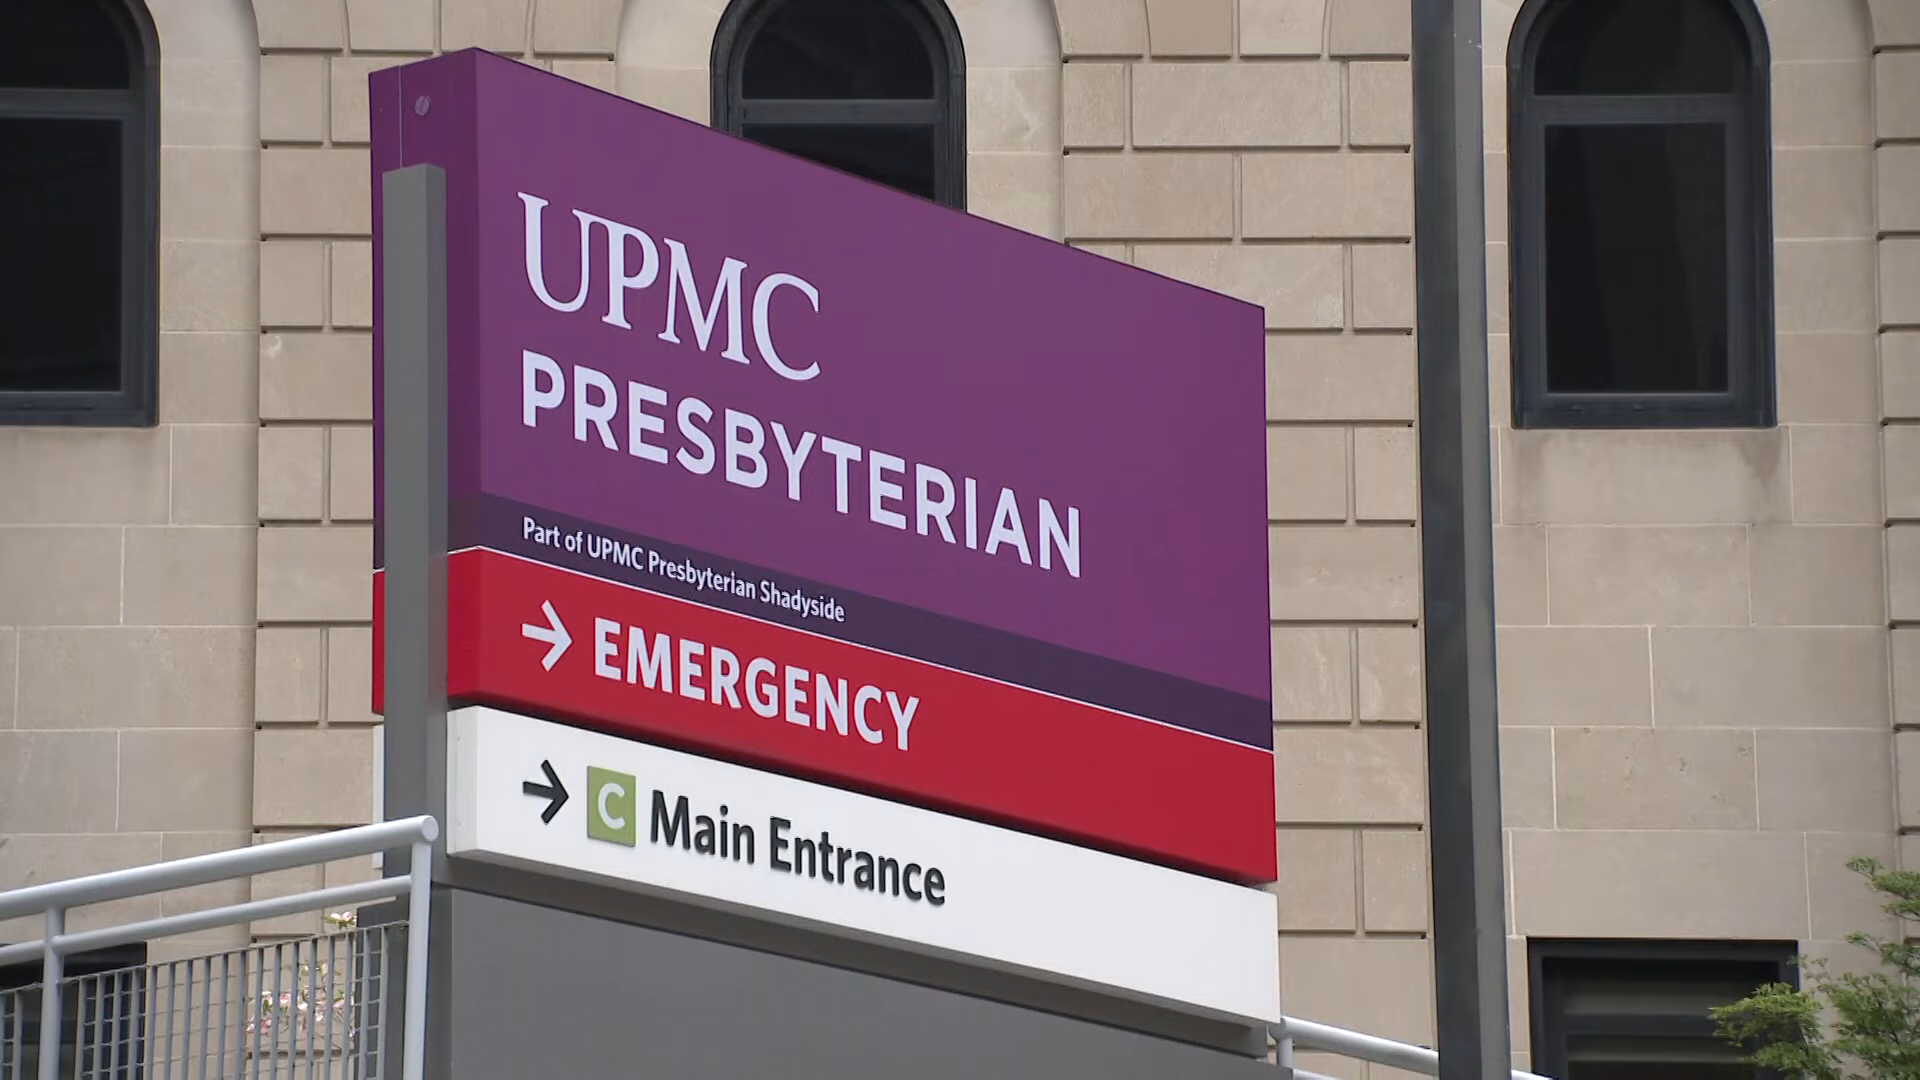 UPMC
PRESBYTERIAN
Part of UPMC Presbyterian Shadyside
→ EMERGENCY
→ C Main Entrance